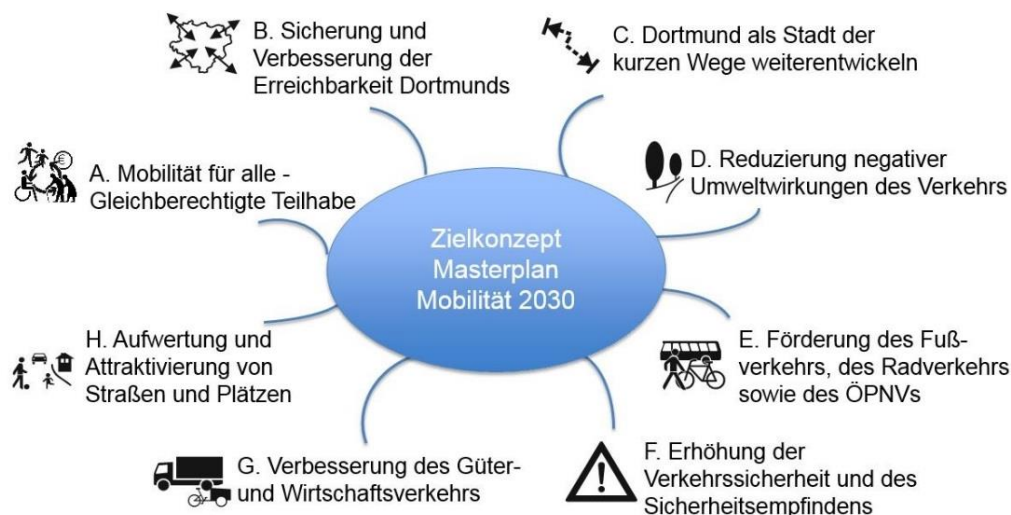 B. Sicherung und
Verbesserung der
Erreichbarkeit Dortmunds
C. Dortmund als Stadt der
kurzen Wege weiterentwickeln
A. Mobilität für alle -
Gleichberechtigte Teilhabe
D. Reduzierung negativer
Umweltwirkungen des Verkehrs
Zielkonzept
Masterplan
Mobilität 2030
H. Aufwertung und
Attraktivierung von
Straßen und Plätzen
E. Förderung des Fuß-
verkehrs, des Radverkehrs
sowie des ÖPNVs
G. Verbesserung des Güter-
und Wirtschaftsverkehrs
F. Erhöhung der
Verkehrssicherheit und des
Sicherheitsempfindens